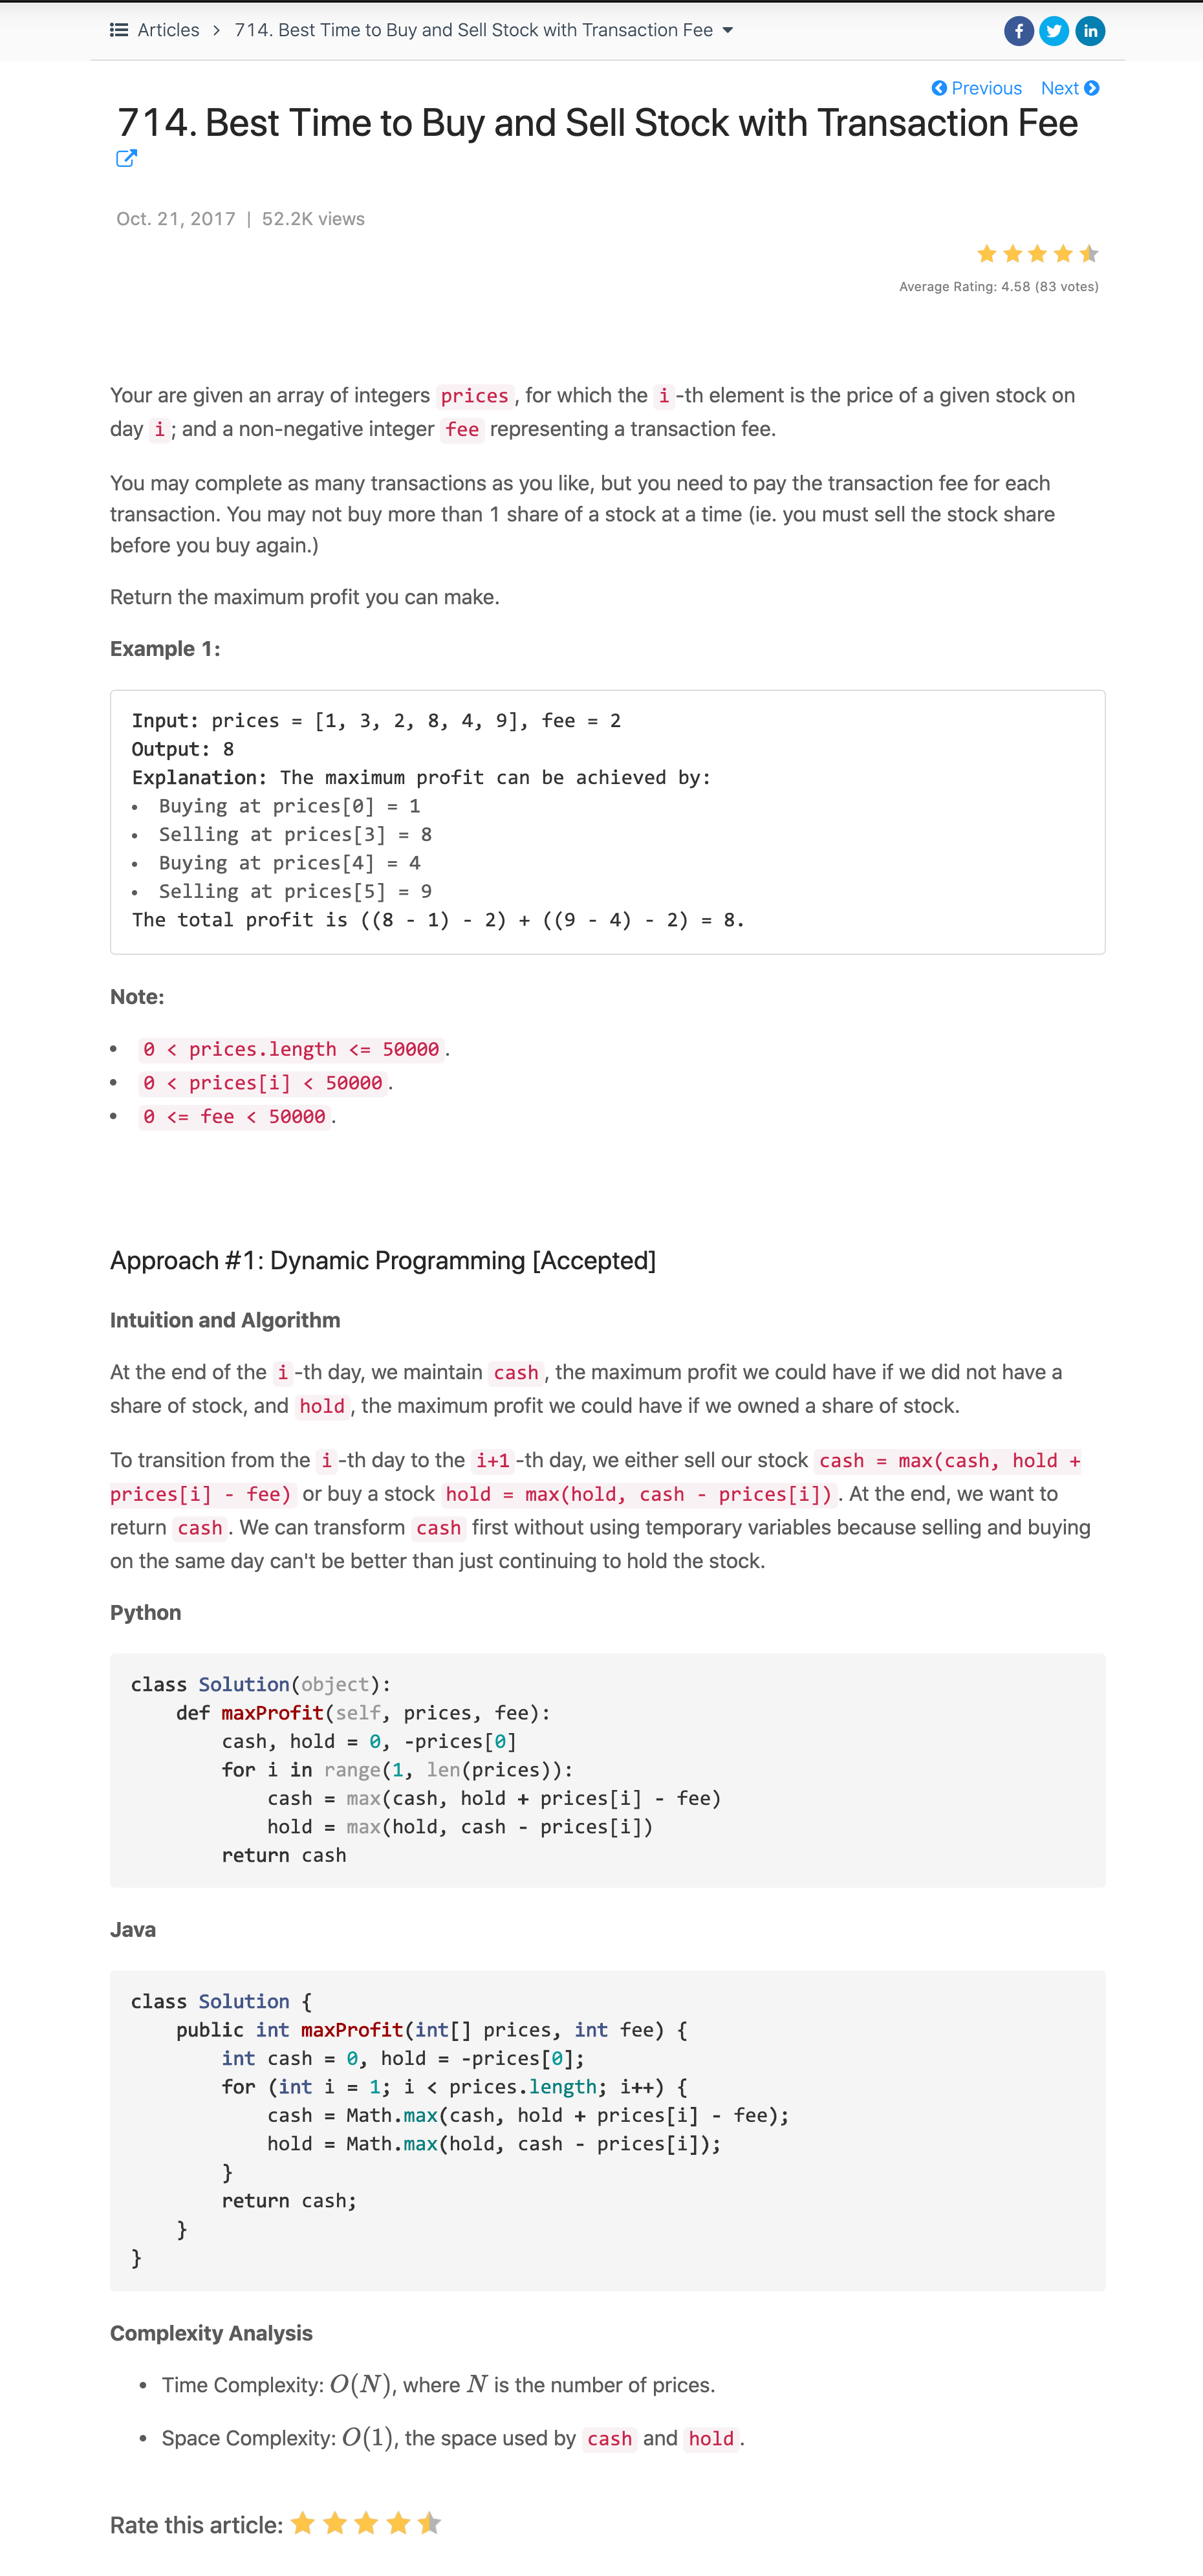 Articles > 714. Best Time to Buy and Sell Stock with Transaction Fee
f
in
Previous Next
714. Best Time to Buy and Sell Stock with Transaction Fee
Oct. 21, 2017 | 52.2K views
Average Rating: 4.58 (83 votes)
Your are given an array of integers prices, for which the i-th element is the price of a given stock on
day i; and a non-negative integer fee representing a transaction fee.
You may complete as many transactions as you like, but you need to pay the transaction fee for each
transaction. You may not buy more than 1 share of a stock at a time (ie. you must sell the stock share
before you buy again.)
Return the maximum profit you can make.
Example 1:
Input: prices = [1, 3, 2, 8, 4, 9], fee = 2
Output: 8
Explanation: The maximum profit can be achieved by:
• Buying at prices[0] = 1
• Selling at prices[3] = 8
• Buying at prices[4] = 4
• Selling at prices[5] = 9
The total profit is ((8 - 1) - 2) + ((9 - 4) - 2) = 8.
Note:
• 0 < prices.length <= 50000.
• 0 < prices[i] < 50000.
• 0 <= fee < 50000.
Approach #1: Dynamic Programming [Accepted]
Intuition and Algorithm
At the end of the i-th day, we maintain cash, the maximum profit we could have if we did not have a
share of stock, and hold, the maximum profit we could have if we owned a share of stock.
To transition from the i-th day to the i+1-th day, we either sell our stock cash = max(cash, hold +
prices[i] - fee) or buy a stock hold = max(hold, cash - prices[i]). At the end, we want to
return cash. We can transform cash first without using temporary variables because selling and buying
on the same day can't be better than just continuing to hold the stock.
Python
class Solution(object):
    def maxProfit(self, prices, fee):
        cash, hold = 0, -prices[0]
        for i in range(1, len(prices)):
            cash = max(cash, hold + prices[i] - fee)
            hold = max(hold, cash - prices[i])
        return cash
Java
class Solution {
    public int maxProfit(int[] prices, int fee) {
        int cash = 0, hold = -prices[0];
        for (int i = 1; i < prices.length; i++) {
            cash = Math.max(cash, hold + prices[i] - fee);
            hold = Math.max(hold, cash - prices[i]);
        }
        return cash;
    }
}
Complexity Analysis
• Time Complexity: O(N), where N is the number of prices.
• Space Complexity: O(1), the space used by cash and hold.
Rate this article: